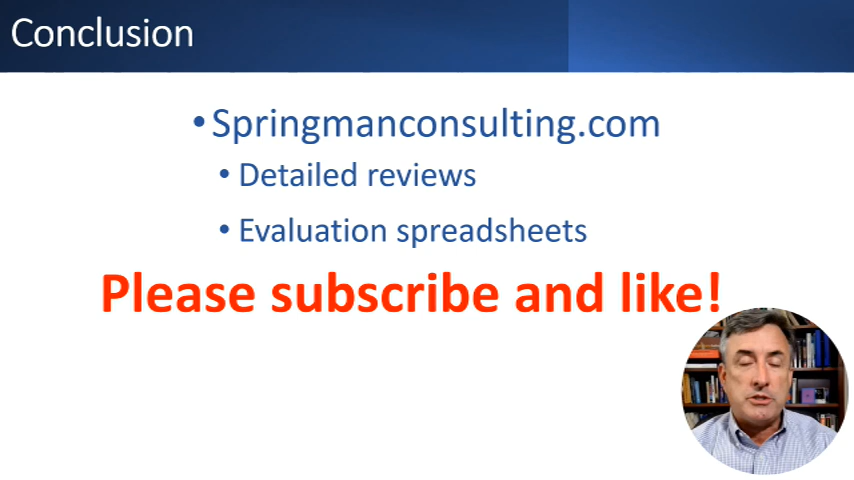 Conclusion
•Springmanconsulting.com
• Detailed reviews
• Evaluation spreadsheets
Please subscribe and like!